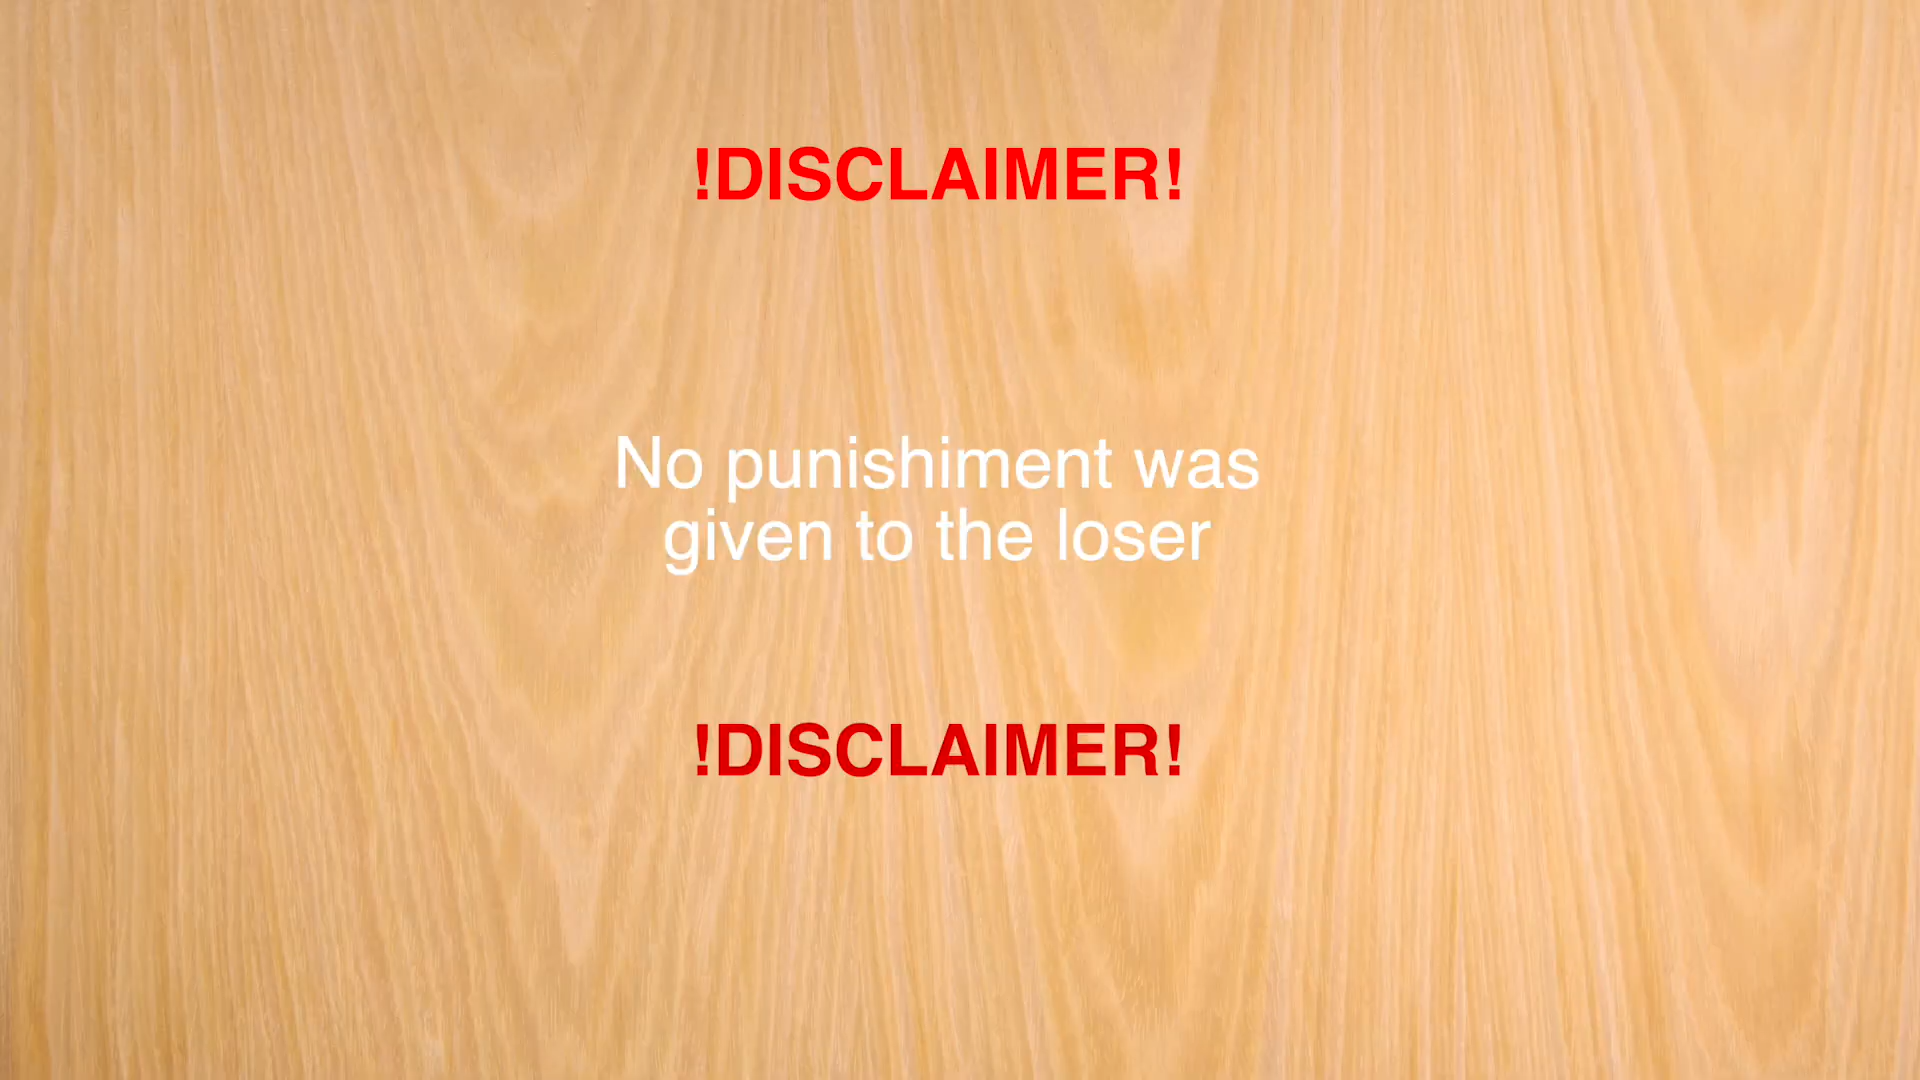 !DISCLAIMER!
No punishiment was
given to the loser
!DISCLAIMER!